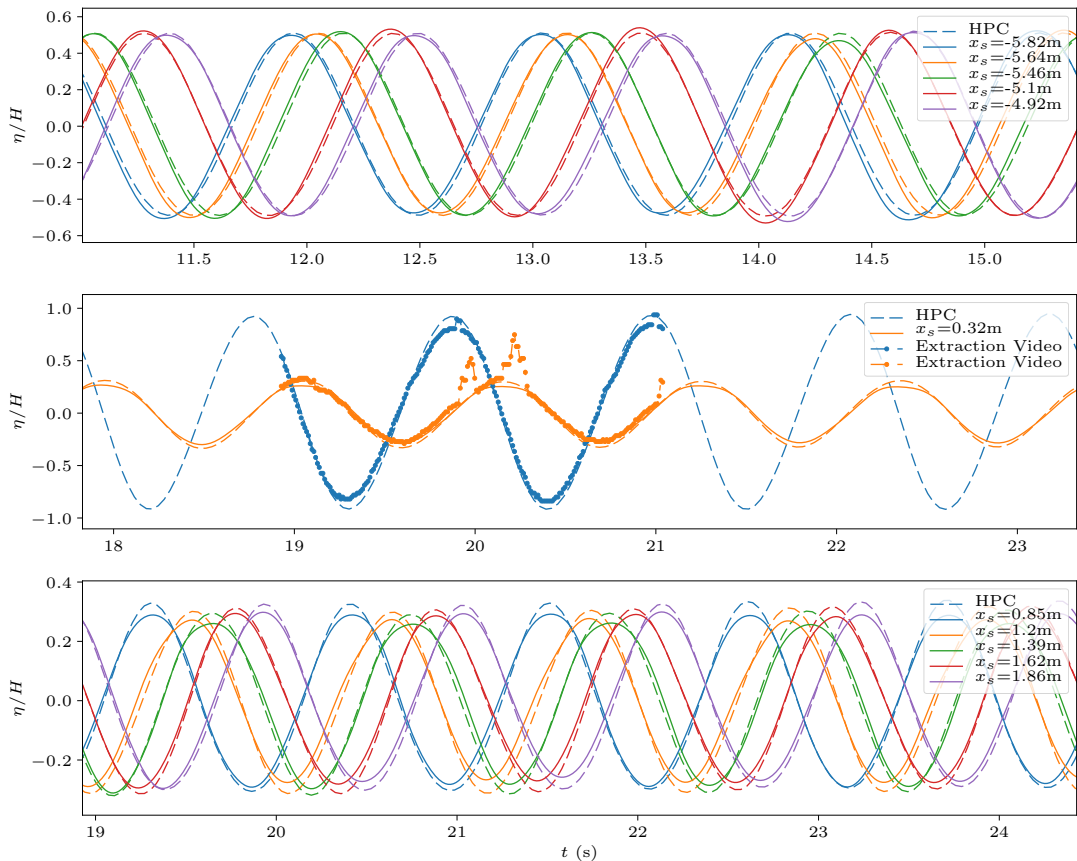 0.6
0.4
0.2
0.0
−0.2
−0.4
−0.6
η/H
HPC
x_s=-5.82m
x_s=-5.64m
x_s=-5.46m
x_s=-5.1m
x_s=-4.92m
11.5 12.0 12.5 13.0 13.5 14.0 14.5 15.0
1.0
0.5
0.0
−0.5
−1.0
η/H
HPC
x_s=0.32m
Extraction Video
Extraction Video
18 19 20 21 22 23
0.4
0.2
0.0
−0.2
η/H
HPC
x_s=0.85m
x_s=1.2m
x_s=1.39m
x_s=1.62m
x_s=1.86m
19 20 21 22 23 24
t (s)